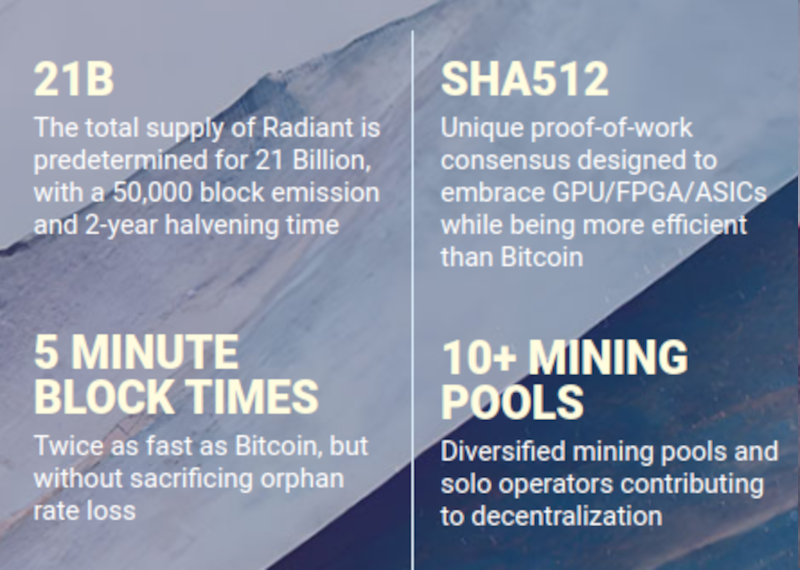 21B
The total supply of Radiant is
predetermined for 21 Billion,
with a 50,000 block emission
and 2-year halvening time
5 MINUTE
BLOCK TIMES
Twice as fast as Bitcoin, but
without sacrificing orphan
rate loss
SHA512
Unique proof-of-work
consensus designed to
embrace GPU/FPGA/ASICs
while being more efficient
than Bitcoin
10+ MINING
POOLS
Diversified mining pools and
solo operators contributing
to decentralization